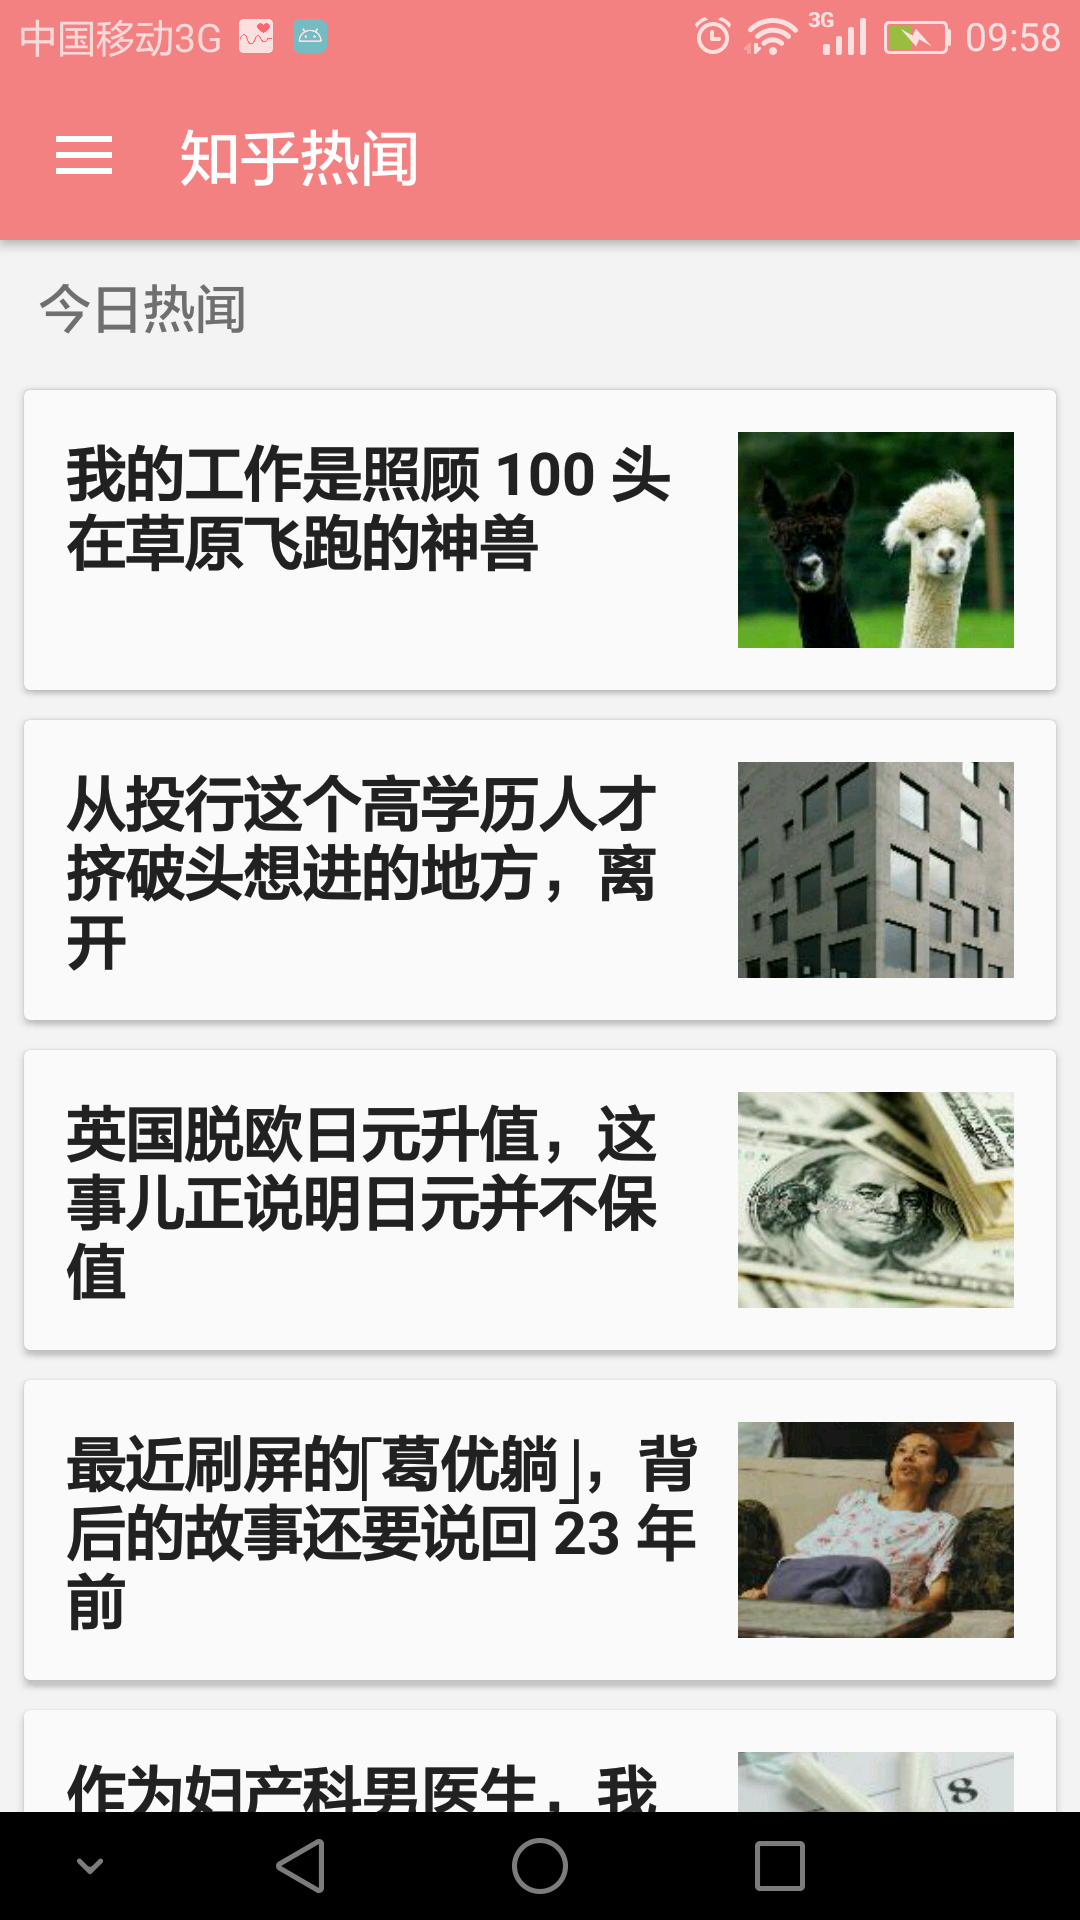 中国移动3G
3G
09:58
知乎热闻
今日热闻
我的工作是照顾 100 头
在草原飞跑的神兽
从投行这个高学历人才
挤破头想进的地方，离
开
英国脱欧日元升值，这
事儿正说明日元并不保
值
最近刷屏的「葛优躺」，背
后的故事还要说回 23 年
前
作为妇产科男医生，我
8